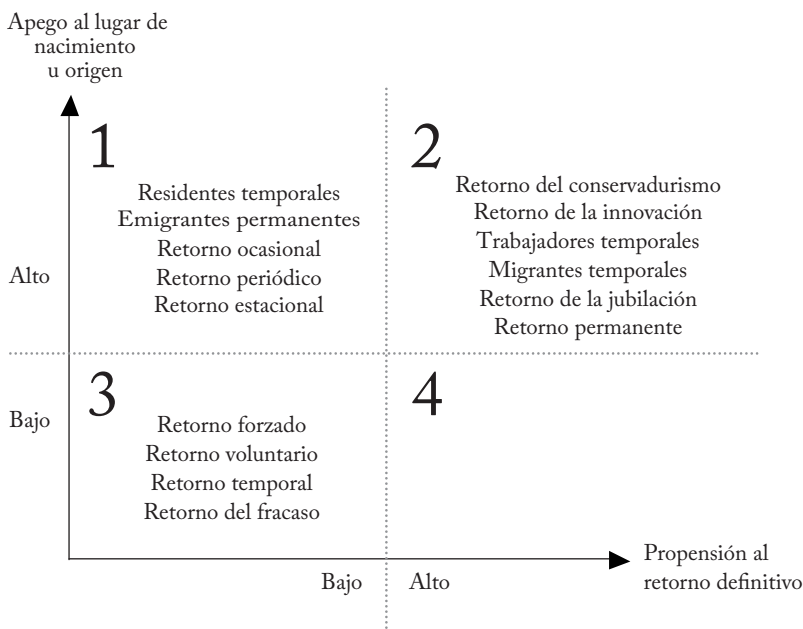 Apego al lugar de
nacimiento
u origen
1
Residentes temporales
Emigrantes permanentes
Retorno ocasional
Retorno periódico
Retorno estacional
2
Retorno del conservadurismo
Retorno de la innovación
Trabajadores temporales
Migrantes temporales
Retorno de la jubilación
Retorno permanente
Alto
3
Retorno forzado
Retorno voluntario
Retorno temporal
Retorno del fracaso
4
Bajo
Bajo
Alto
Propensión al
retorno definitivo